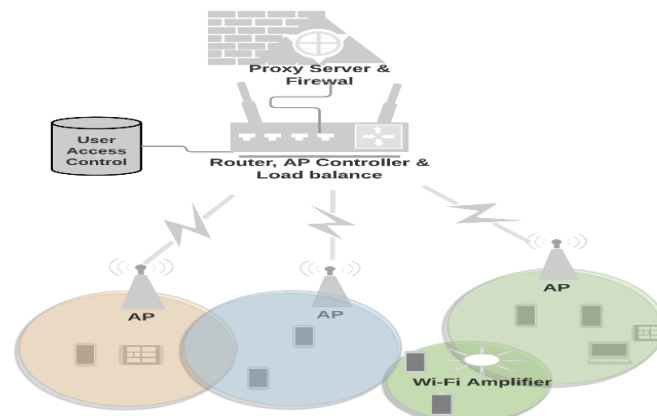 Proxy Server &
Firewal
User
Access
Control
Router, AP Controller &
Load balance
AP
AP
AP
Wi-Fi Amplifier